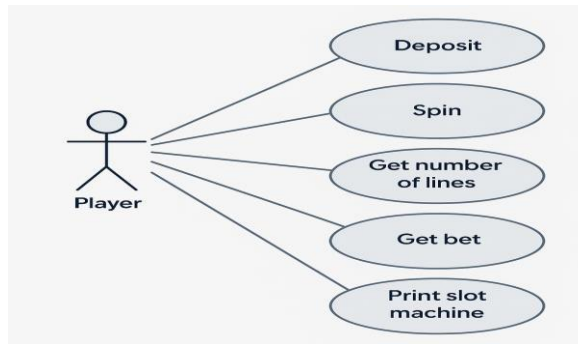 Deposit
Spin
Get number
of lines
Player
Get bet
Print slot
machine